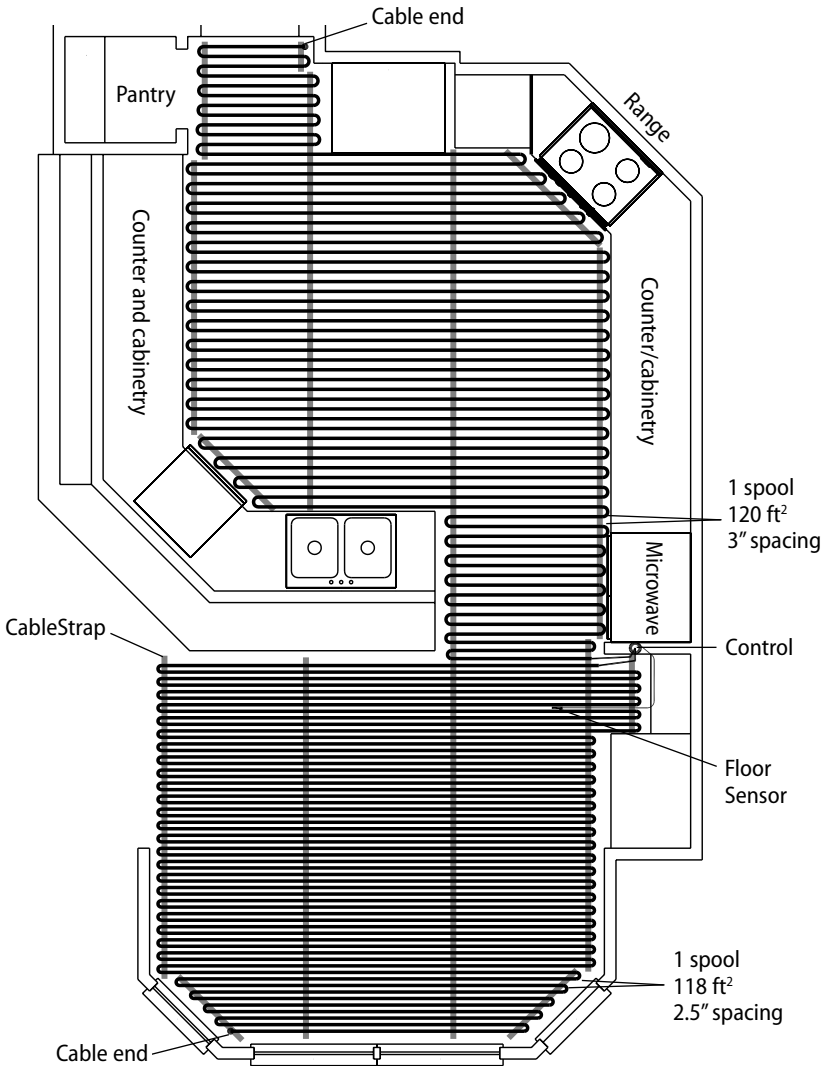 Cable end
Pantry
Range
Counter and cabinetry
Counter/cabinetry
1 spool
120 ft²
3” spacing
Microwave
CableStrap
Control
Floor
Sensor
1 spool
118 ft²
2.5” spacing
Cable end